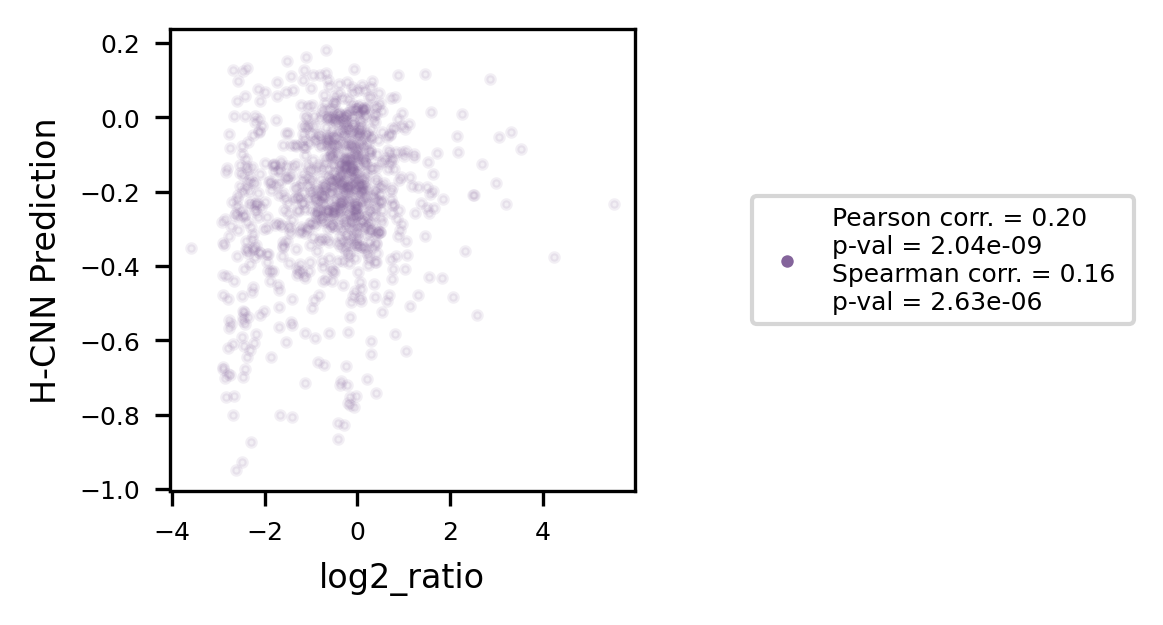 0.2
0.0
−0.2
−0.4
−0.6
−0.8
−1.0
H-CNN Prediction
−4 −2 0 2 4
log2_ratio
Pearson corr. = 0.20
p-val = 2.04e-09
Spearman corr. = 0.16
p-val = 2.63e-06